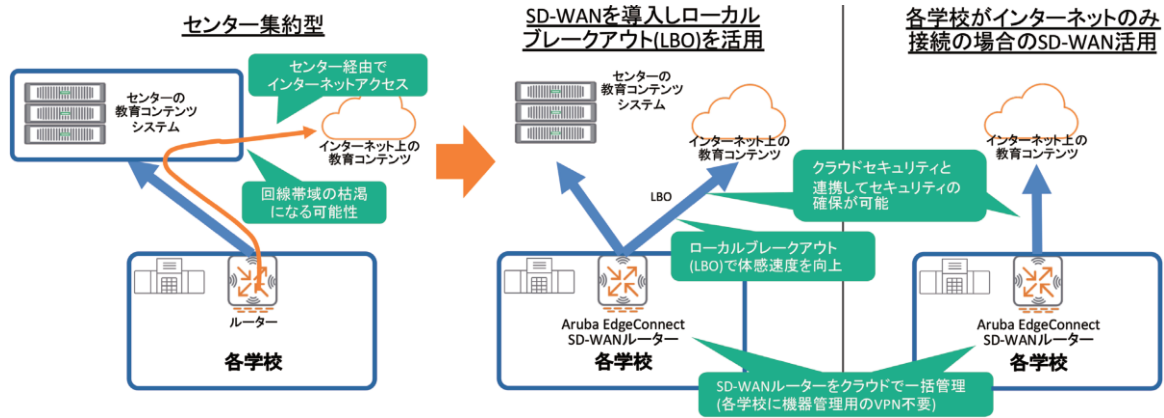 センター集約型
センター経由で
インターネットアクセス
センターの
教育コンテンツ
システム
インターネット上の
教育コンテンツ
回線帯域の枯渇
になる可能性
ルーター
各学校
SD-WANを導入しローカル
ブレークアウト(LBO)を活用
センターの
教育コンテンツ
システム
インターネット上の
教育コンテンツ
LBO
クラウドセキュリティと
連携してセキュリティの
確保が可能
ローカルブレークアウト
(LBO)で体感速度を向上
Aruba EdgeConnect
SD-WANルーター
各学校
SD-WANルーターをクラウドで一括管理
(各学校に機器管理用のVPN不要)
各学校がインターネットのみ
接続の場合のSD-WAN活用
インターネット上の
教育コンテンツ
Aruba EdgeConnect
SD-WANルーター
各学校